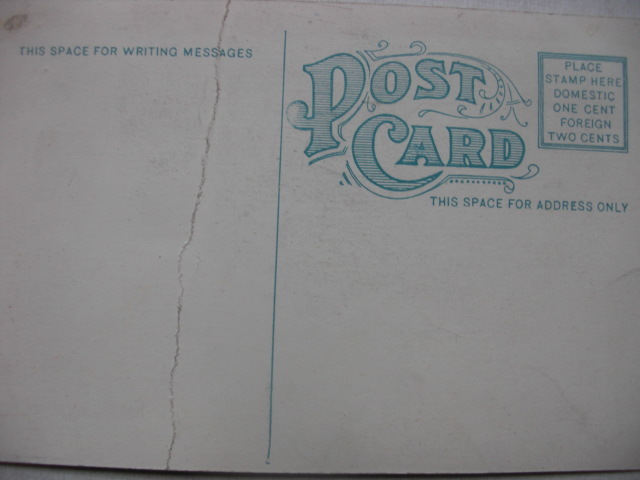 THIS SPACE FOR WRITING MESSAGES
POST
CARD
PLACE
STAMP HERE
DOMESTIC
ONE CENT
FOREIGN
TWO CENTS
THIS SPACE FOR ADDRESS ONLY